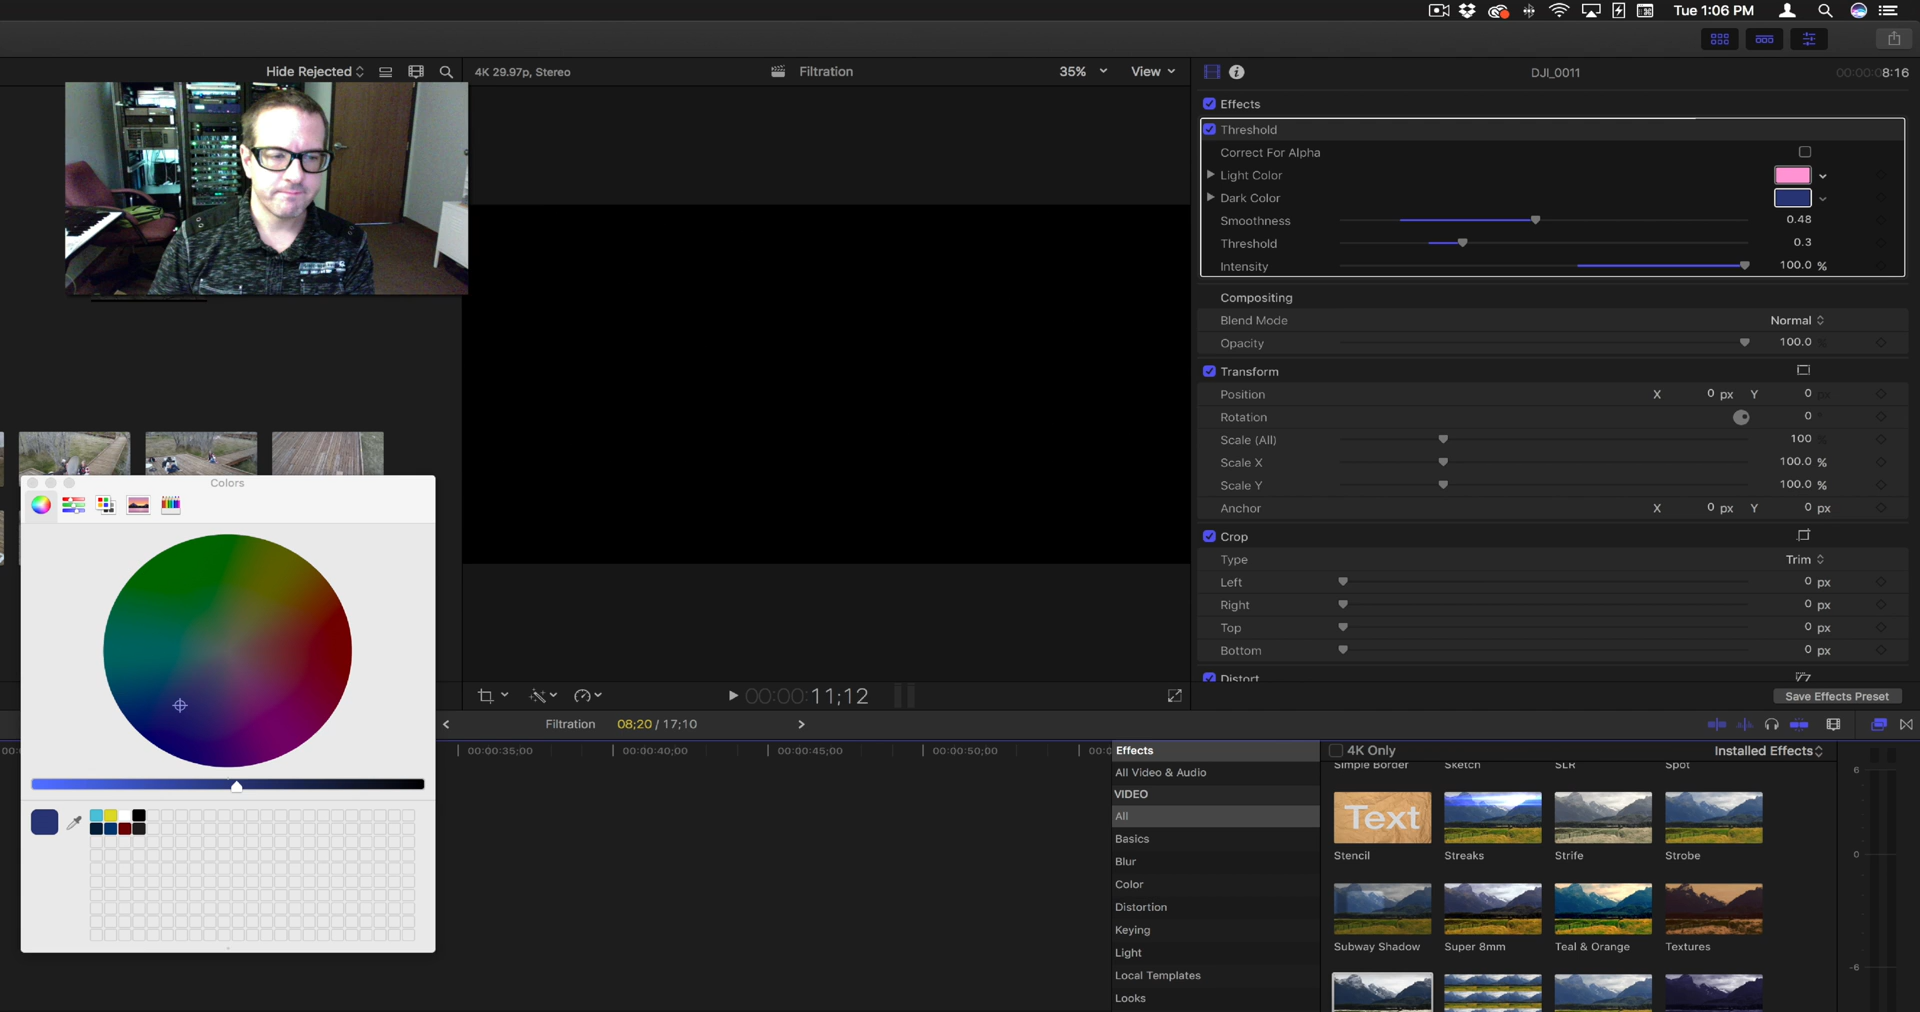 Tue 1:06 PM
Hide Rejected
4K 29.97p, Stereo
Filtration
35%
View
DJI_0011
00:00:08:16
Effects
Threshold
Correct For Alpha
Light Color
Dark Color
Smoothness 0.48
Threshold 0.3
Intensity 100.0 %
Compositing
Blend Mode Normal
Opacity 100.0
Transform
Position X 0 px Y 0 px
Rotation 0
Scale (All) 100
Scale X 100.0 %
Scale Y 100.0 %
Anchor X 0 px Y 0 px
Crop
Type Trim
Left 0 px
Right 0 px
Top 0 px
Bottom 0 px
Distort
Save Effects Preset
Colors
00:00:11;12
Filtration 08;20 / 17;10
00:00:35;00
00:00:40;00
00:00:45;00
00:00:50;00
Effects
All Video & Audio
VIDEO
All
Basics
Blur
Color
Distortion
Keying
Light
Local Templates
Looks
4K Only
Installed Effects
Simple Border
Sketch
SLR
Spot
Text
Stencil
Streaks
Strife
Strobe
Subway Shadow
Super 8mm
Teal & Orange
Textures
6
0
-6